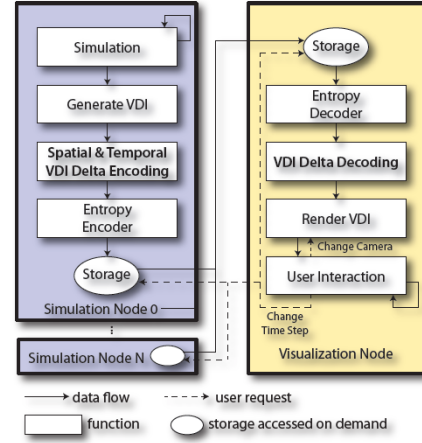 Simulation
Generate VDI
Spatial & Temporal
VDI Delta Encoding
Entropy
Encoder
Storage
Simulation Node 0
Simulation Node N
Storage
Entropy
Decoder
VDI Delta Decoding
Render VDI
Change Camera
User Interaction
Change
Time Step
Visualization Node
data flow
user request
function
storage accessed on demand